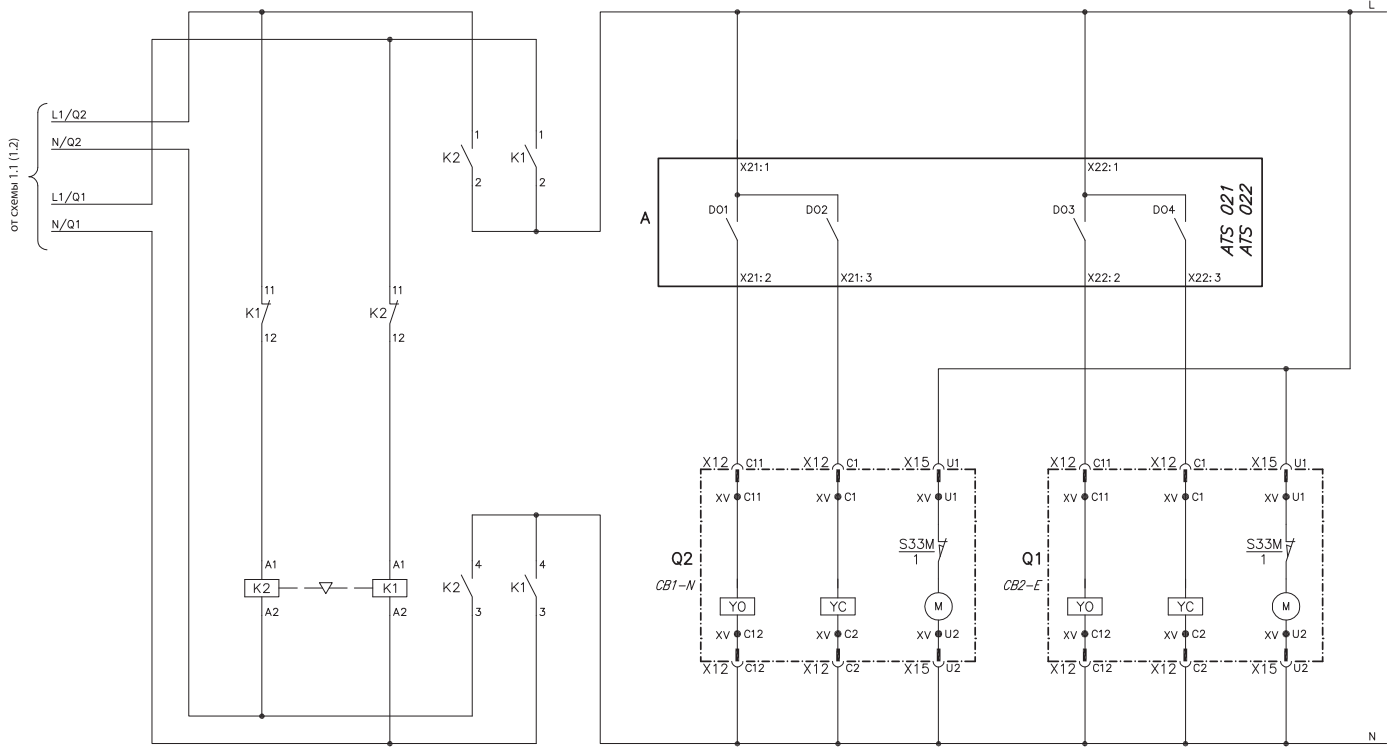 L
L1/Q2
N/Q2
L1/Q1
N/Q1
от схемы 1.1 (1.2)
1
K2
2
1
K1
2
X21:1
X22:1
A
DO1
DO2
DO3
DO4
ATS 021
ATS 022
X21:2
X21:3
X22:2
X22:3
11
K1
12
11
K2
12
X12
C11
X12
C1
X15
U1
X12
C11
X12
C1
X15
U1
XV
C11
XV
C1
XV
U1
XV
C11
XV
C1
XV
U1
Q2
CB1-N
S33M
1
Q1
CB2-E
S33M
1
A1
K2
A2
A1
K1
A2
4
K2
3
4
K1
3
YO
YC
M
YO
YC
M
XV
C12
XV
C2
XV
U2
XV
C12
XV
C2
XV
U2
X12
C12
X12
C2
X15
U2
X12
C12
X12
C2
X15
U2
N